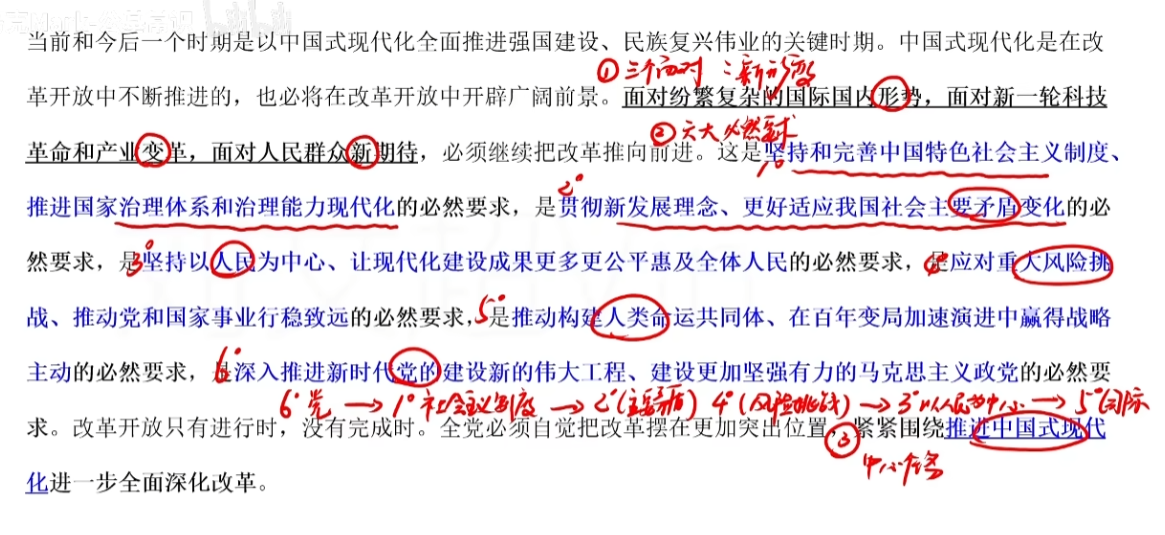 当前和今后一个时期是以中国式现代化全面推进强国建设、民族复兴伟业的关键时期。中国式现代化是在改
①三个面对：新形变
革开放中不断推进的，也必将在改革开放中开辟广阔前景。面对纷繁复杂的国际国内形势，面对新一轮科技
②六大必然要求
革命和产业变革，面对人民群众新期待，必须继续把改革推向前进。这是坚持和完善中国特色社会主义制度、
1°
2°
推进国家治理体系和治理能力现代化的必然要求，是贯彻新发展理念、更好适应我国社会主要矛盾变化的必
3°
然要求，是坚持以人民为中心、让现代化建设成果更多更公平惠及全体人民的必然要求，是应对重大风险挑
4°
5°
战、推动党和国家事业行稳致远的必然要求，是推动构建人类命运共同体、在百年变局加速演进中赢得战略
6°
主动的必然要求，是深入推进新时代党的建设新的伟大工程、建设更加坚强有力的马克思主义政党的必然要
6°党→1°社会主义制度→2°(主要矛盾) 4°(风险挑战)→3°以人民为中心→5°国际
求。改革开放只有进行时，没有完成时。全党必须自觉把改革摆在更加突出位置，紧紧围绕推进中国式现代
③中心任务
化进一步全面深化改革。